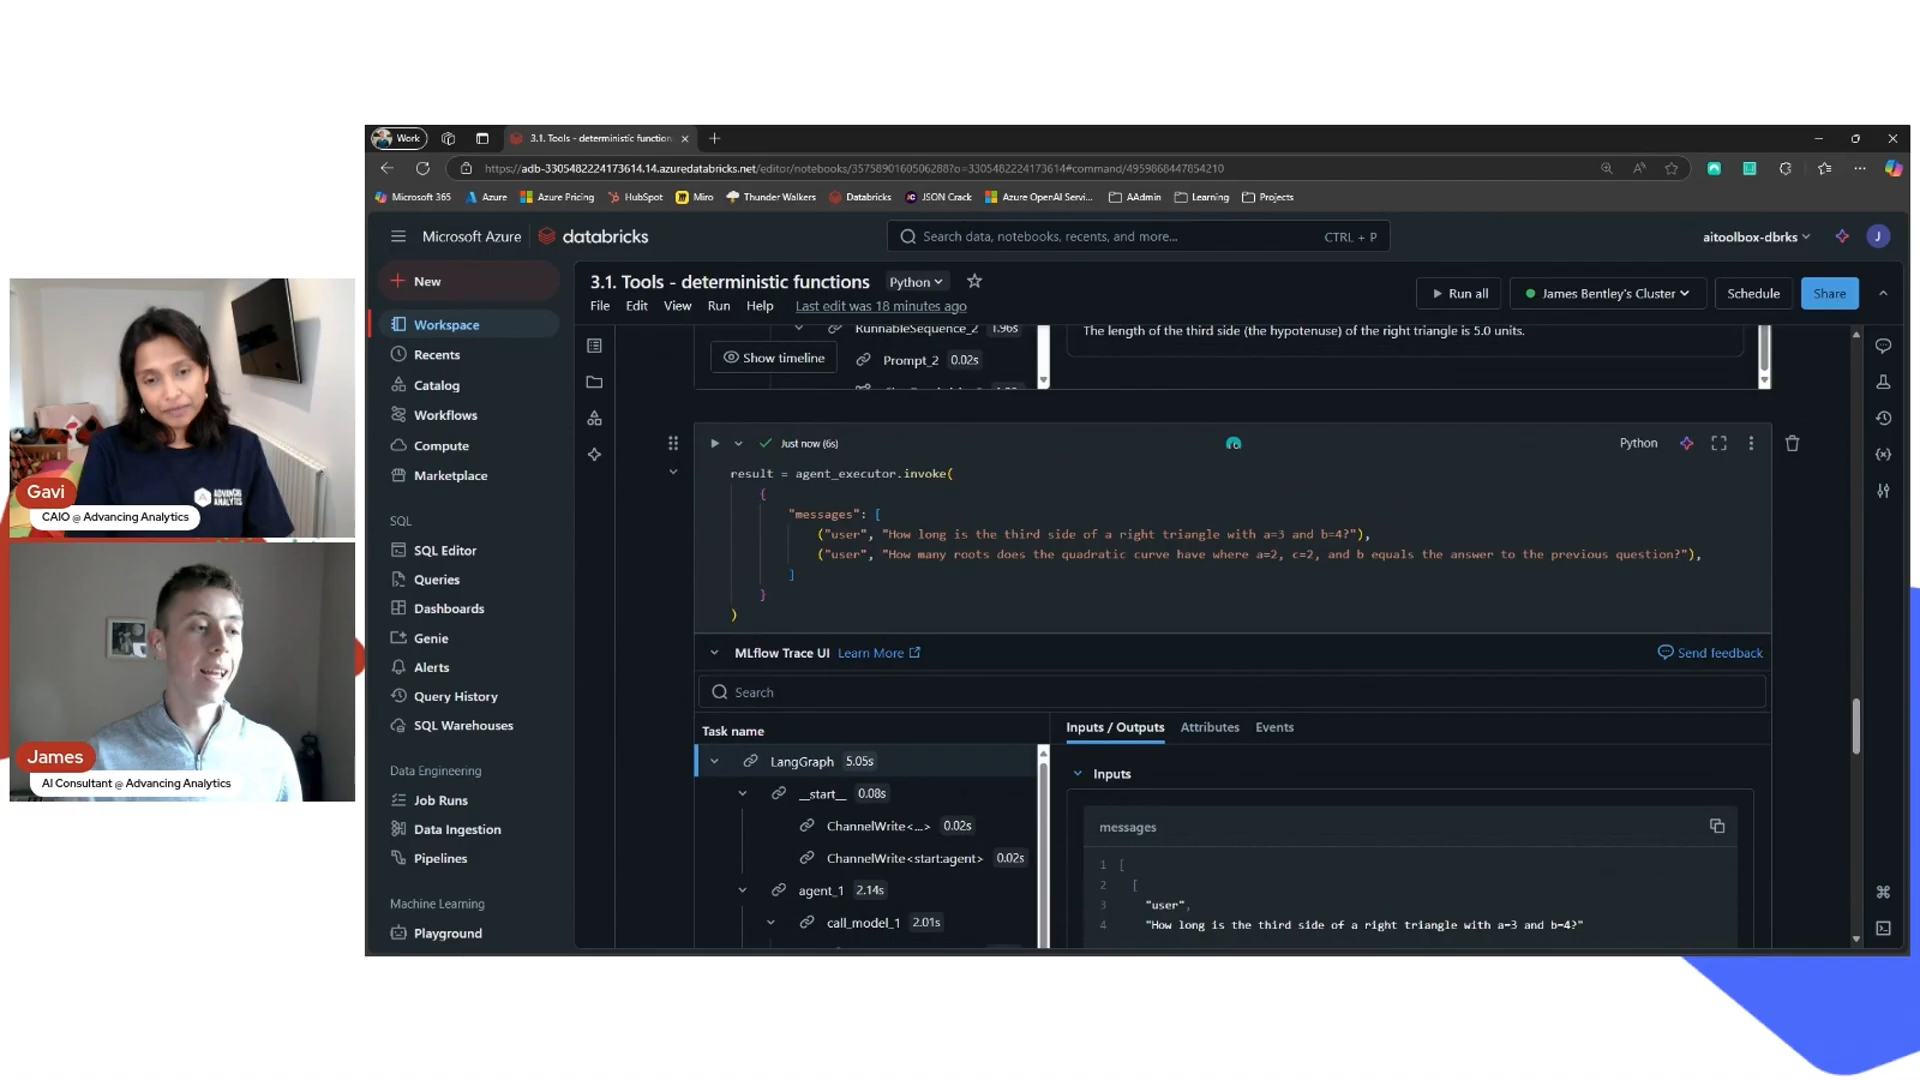 Work
3.1. Tools - deterministic function
https://adb-3305482224173614.14.azuredatabricks.net/editor/notebooks/3575890160506288?o=3305482224173614#command/4959868447854210
Microsoft 365
Azure
Azure Pricing
HubSpot
Miro
Thunder Walkers
Databricks
JSON Crack
Azure OpenAI Servi...
AAdmin
Learning
Projects
Microsoft Azure
databricks
Search data, notebooks, recents, and more...
CTRL + P
aitoolbox-dbrks
J
New
Workspace
Recents
Catalog
Workflows
Compute
Marketplace
SQL
SQL Editor
Queries
Dashboards
Genie
Alerts
Query History
SQL Warehouses
Data Engineering
Job Runs
Data Ingestion
Pipelines
Machine Learning
Playground
3.1. Tools - deterministic functions
Python
File
Edit
View
Run
Help
Last edit was 18 minutes ago
Run all
James Bentley's Cluster
Schedule
Share
RunnableSequence_2 1.96s
Show timeline
Prompt_2 0.02s
The length of the third side (the hypotenuse) of the right triangle is 5.0 units.
Just now (6s)
Python
result = agent_executor.invoke(
{
"messages": [
("user", "How long is the third side of a right triangle with a=3 and b=4?"),
("user", "How many roots does the quadratic curve have where a=2, c=2, and b equals the answer to the previous question?"),
]
}
)
MLflow Trace UI
Learn More
Send feedback
Search
Task name
LangGraph 5.05s
__start__ 0.08s
ChannelWrite<...> 0.02s
ChannelWrite<start:agent> 0.02s
agent_1 2.14s
call_model_1 2.01s
Inputs / Outputs
Attributes
Events
Inputs
messages
1 [
2 [
3 "user",
4 "How long is the third side of a right triangle with a=3 and b=4?"
ADVANCING
ANALYTICS
Gavi
CAIO @ Advancing Analytics
James
AI Consultant @ Advancing Analytics